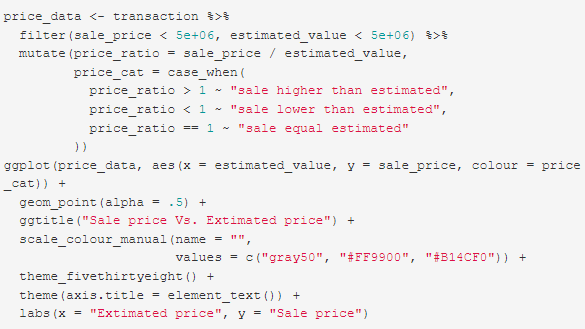 price_data <- transaction %>%
  filter(sale_price < 5e+06, estimated_value < 5e+06) %>%
  mutate(price_ratio = sale_price / estimated_value,
         price_cat = case_when(
           price_ratio > 1 ~ "sale higher than estimated",
           price_ratio < 1 ~ "sale lower than estimated",
           price_ratio == 1 ~ "sale equal estimated"
         ))
ggplot(price_data, aes(x = estimated_value, y = sale_price, colour = price
_cat)) +
  geom_point(alpha = .5) +
  ggtitle("Sale price Vs. Extimated price") +
  scale_colour_manual(name = "",
                      values = c("gray50", "#FF9900", "#B14CF0")) +
  theme_fivethirtyeight() +
  theme(axis.title = element_text()) +
  labs(x = "Extimated price", y = "Sale price")